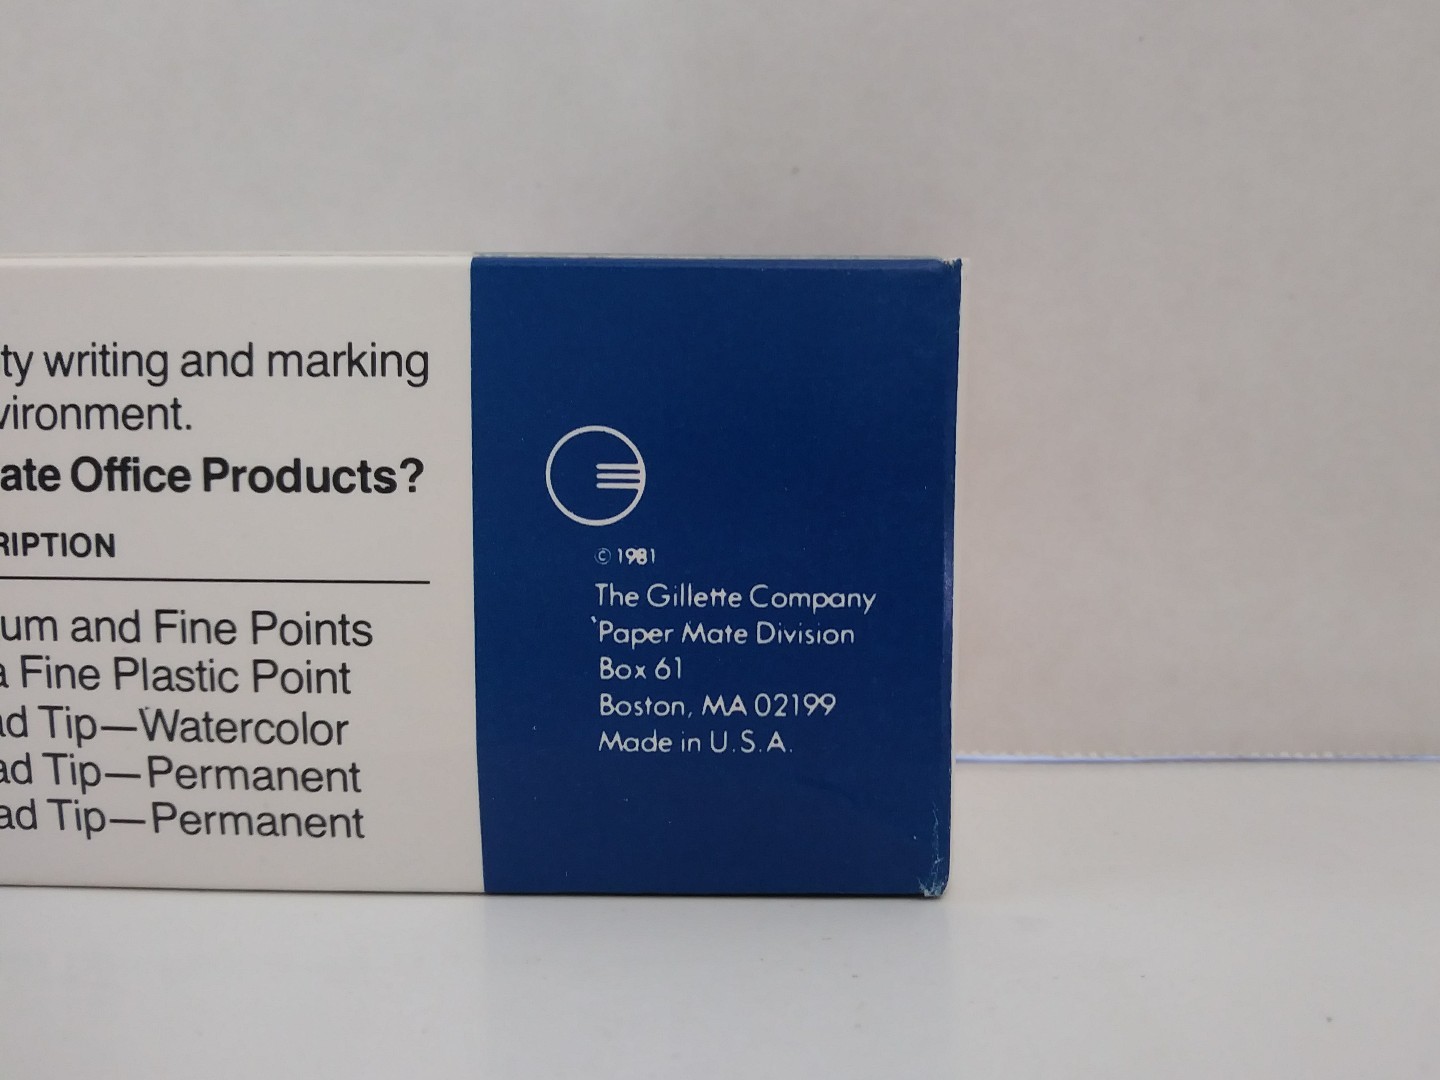 ty writing and marking
vironment.
ate Office Products?
RIPTION
um and Fine Points
a Fine Plastic Point
ad Tip—Watercolor
ad Tip—Permanent
ad Tip—Permanent
© 1981
The Gillette Company
Paper Mate Division
Box 61
Boston, MA 02199
Made in U.S.A.